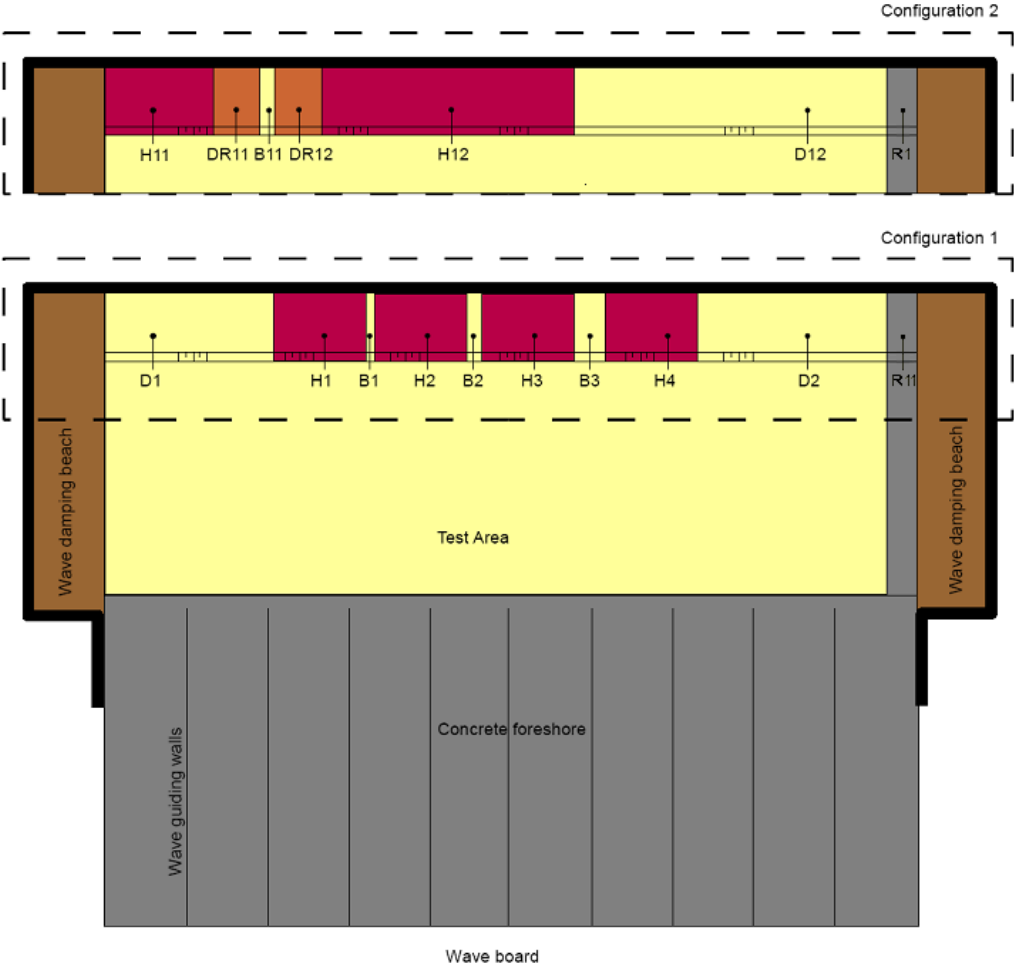 Configuration 2
H11 DR11 B11 DR12 H12 D12 R1
Configuration 1
D1 H1 B1 H2 B2 H3 B3 H4 D2 R11
Wave damping beach
Wave damping beach
Test Area
Concrete foreshore
Wave guiding walls
Wave board